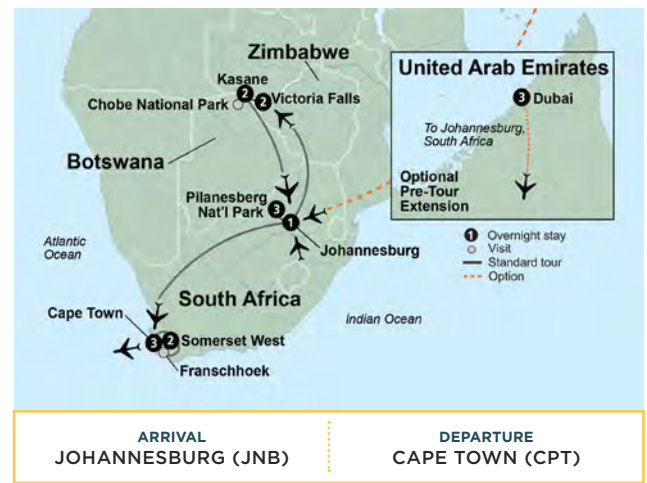 Zimbabwe
Kasane
2
2
Victoria Falls
Chobe National Park
Botswana
Pilanesberg
Nat'l Park
3
1
Johannesburg
Atlantic
Ocean
South Africa
Cape Town
3
2
Somerset West
Franschhoek
Indian Ocean
United Arab Emirates
3
Dubai
To Johannesburg,
South Africa
Optional
Pre-Tour
Extension
1
Overnight stay
Visit
Standard tour
Option
ARRIVAL
JOHANNESBURG (JNB)
DEPARTURE
CAPE TOWN (CPT)